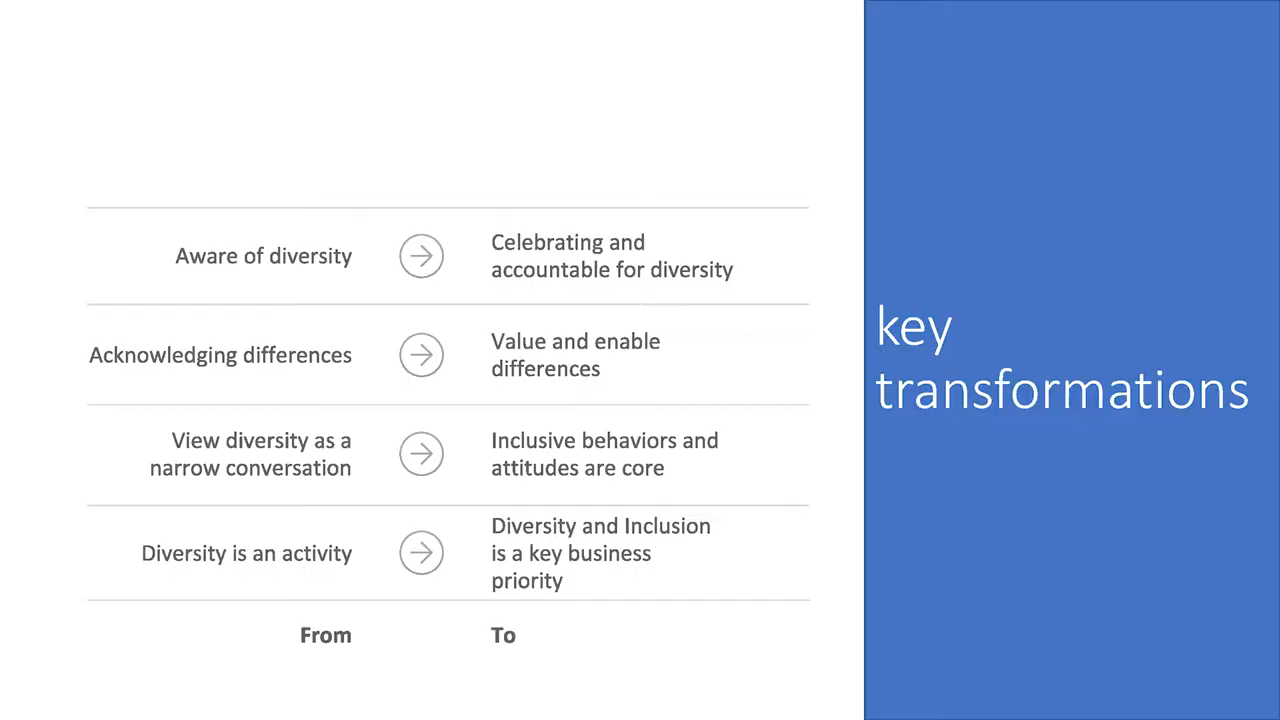 Aware of diversity
Celebrating and
accountable for diversity
Acknowledging differences
Value and enable
differences
View diversity as a
narrow conversation
Inclusive behaviors and
attitudes are core
Diversity is an activity
Diversity and Inclusion
is a key business
priority
From
To
key
transformations